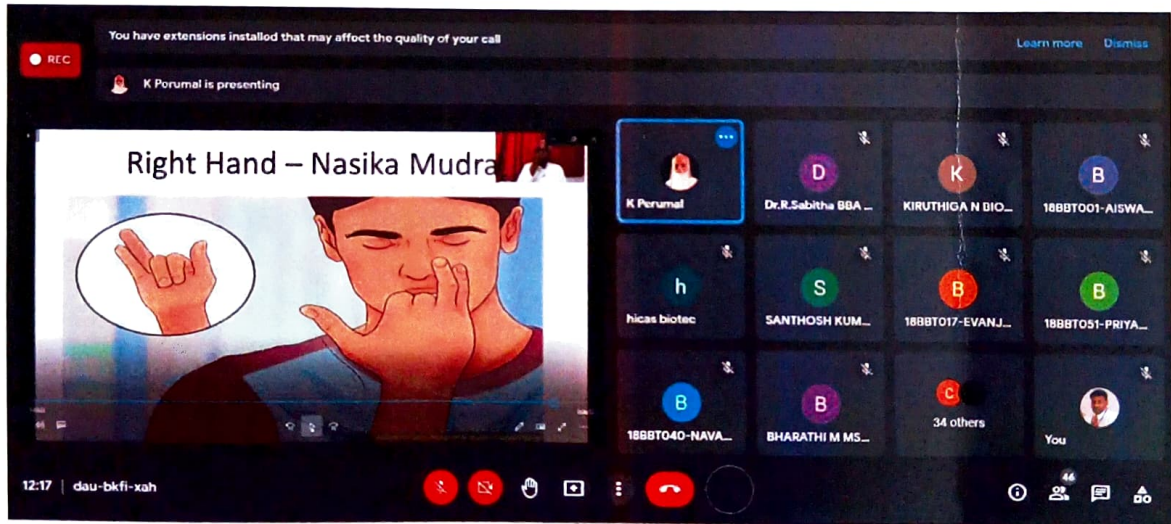 You have extensions installed that may affect the quality of your call
Learn more
Dismiss
REC
K Perumal is presenting
Right Hand – Nasika Mudra
K Perumal
D
Dr.R.Sabitha BBA ...
K
KIRUTHIGA N BIO...
B
18BBT001-AISWA...
h
hicas biotec
S
SANTHOSH KUM...
B
18BBT017-EVANJ...
B
18BBT051-PRIYA...
B
18BBT040-NAVA...
B
BHARATHI M MS...
C
34 others
You
12:17 | dau-bkfi-xah
46